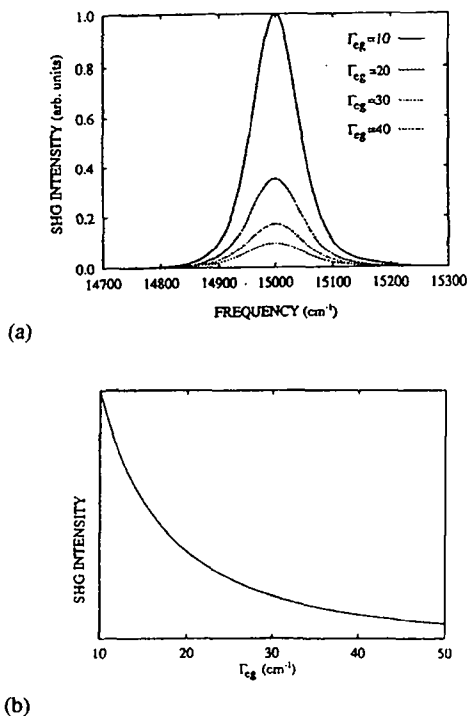 SHG INTENSITY (arb. units)
1.0
0.8
0.6
0.4
0.2
0.0
Γeg=10
Γeg=20
Γeg=30
Γeg=40
14700 14800 14900 15000 15100 15200 15300
FREQUENCY (cm⁻¹)
(a)
SHG INTENSITY
10 20 30 40 50
Γeg (cm⁻¹)
(b)